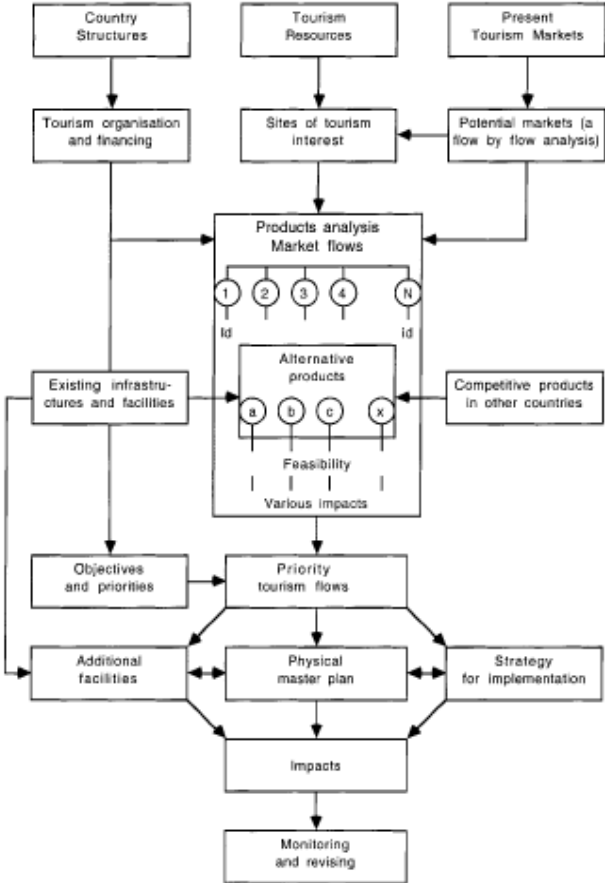 Country
Structures
Tourism
Resources
Present
Tourism Markets
Tourism organisation
and financing
Sites of tourism
interest
Potential markets (a
flow by flow analysis)
Products analysis
Market flows
1 2 3 4 N
Id id
Alternative
products
Existing infrastru-
ctures and facilities
Competitive products
in other countries
a b c x
Feasibility
Various impacts
Objectives
and priorities
Priority
tourism flows
Additional
facilities
Physical
master plan
Strategy
for implementation
Impacts
Monitoring
and revising